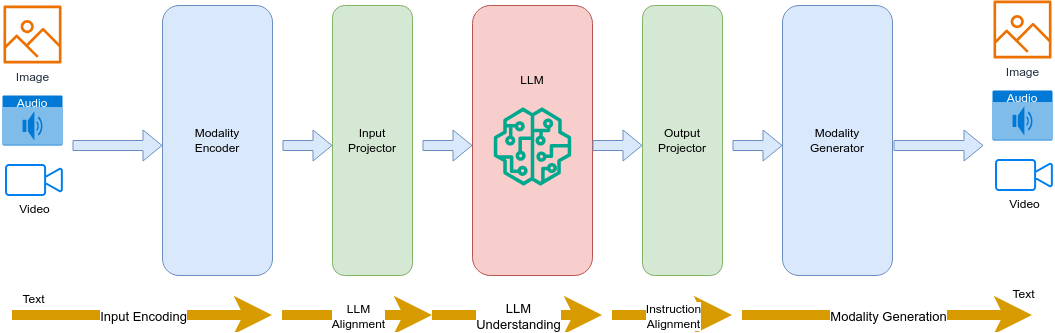 Image
Audio
Video
Text
Modality
Encoder
Input
Projector
LLM
Output
Projector
Modality
Generator
Image
Audio
Video
Text
Input Encoding
LLM
Alignment
LLM
Understanding
Instruction
Alignment
Modality Generation